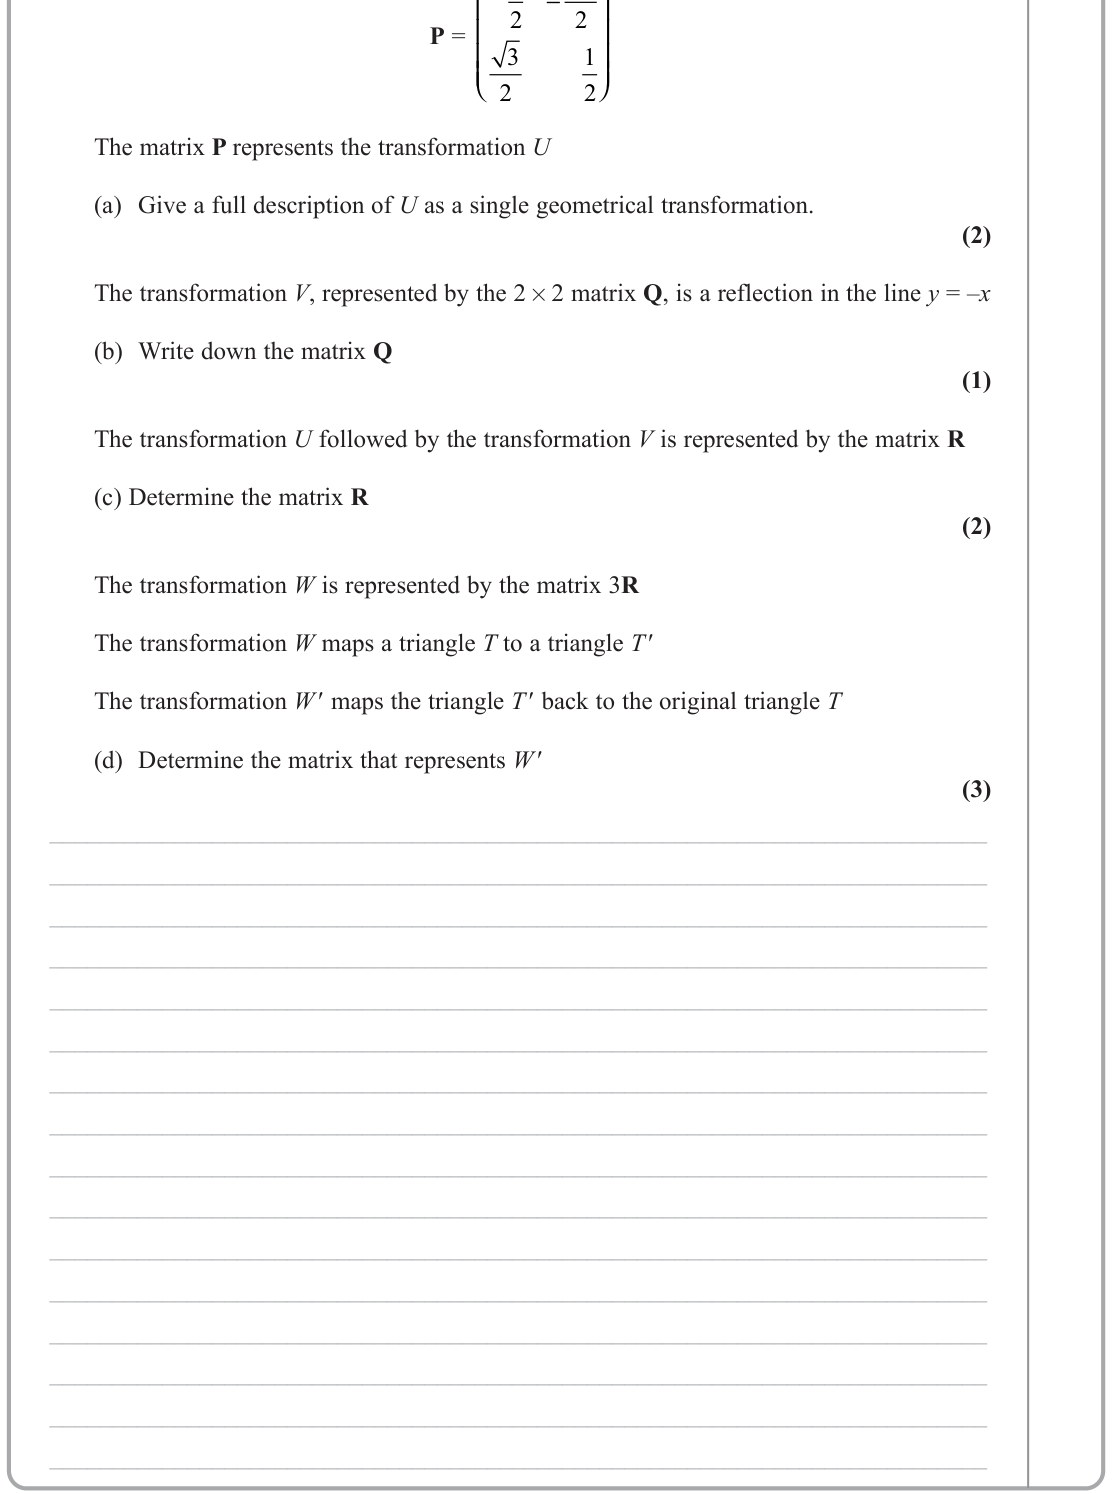 2 2
P =
√3 1
2 2
The matrix P represents the transformation U
(a) Give a full description of U as a single geometrical transformation.
(2)
The transformation V, represented by the 2 × 2 matrix Q, is a reflection in the line y = –x
(b) Write down the matrix Q
(1)
The transformation U followed by the transformation V is represented by the matrix R
(c) Determine the matrix R
(2)
The transformation W is represented by the matrix 3R
The transformation W maps a triangle T to a triangle T′
The transformation W′ maps the triangle T′ back to the original triangle T
(d) Determine the matrix that represents W′
(3)